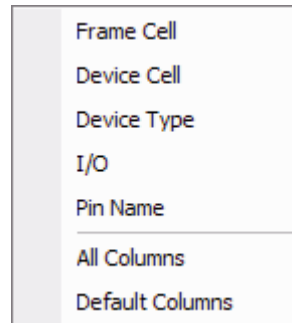 Frame Cell
Device Cell
Device Type
I/O
Pin Name
All Columns
Default Columns